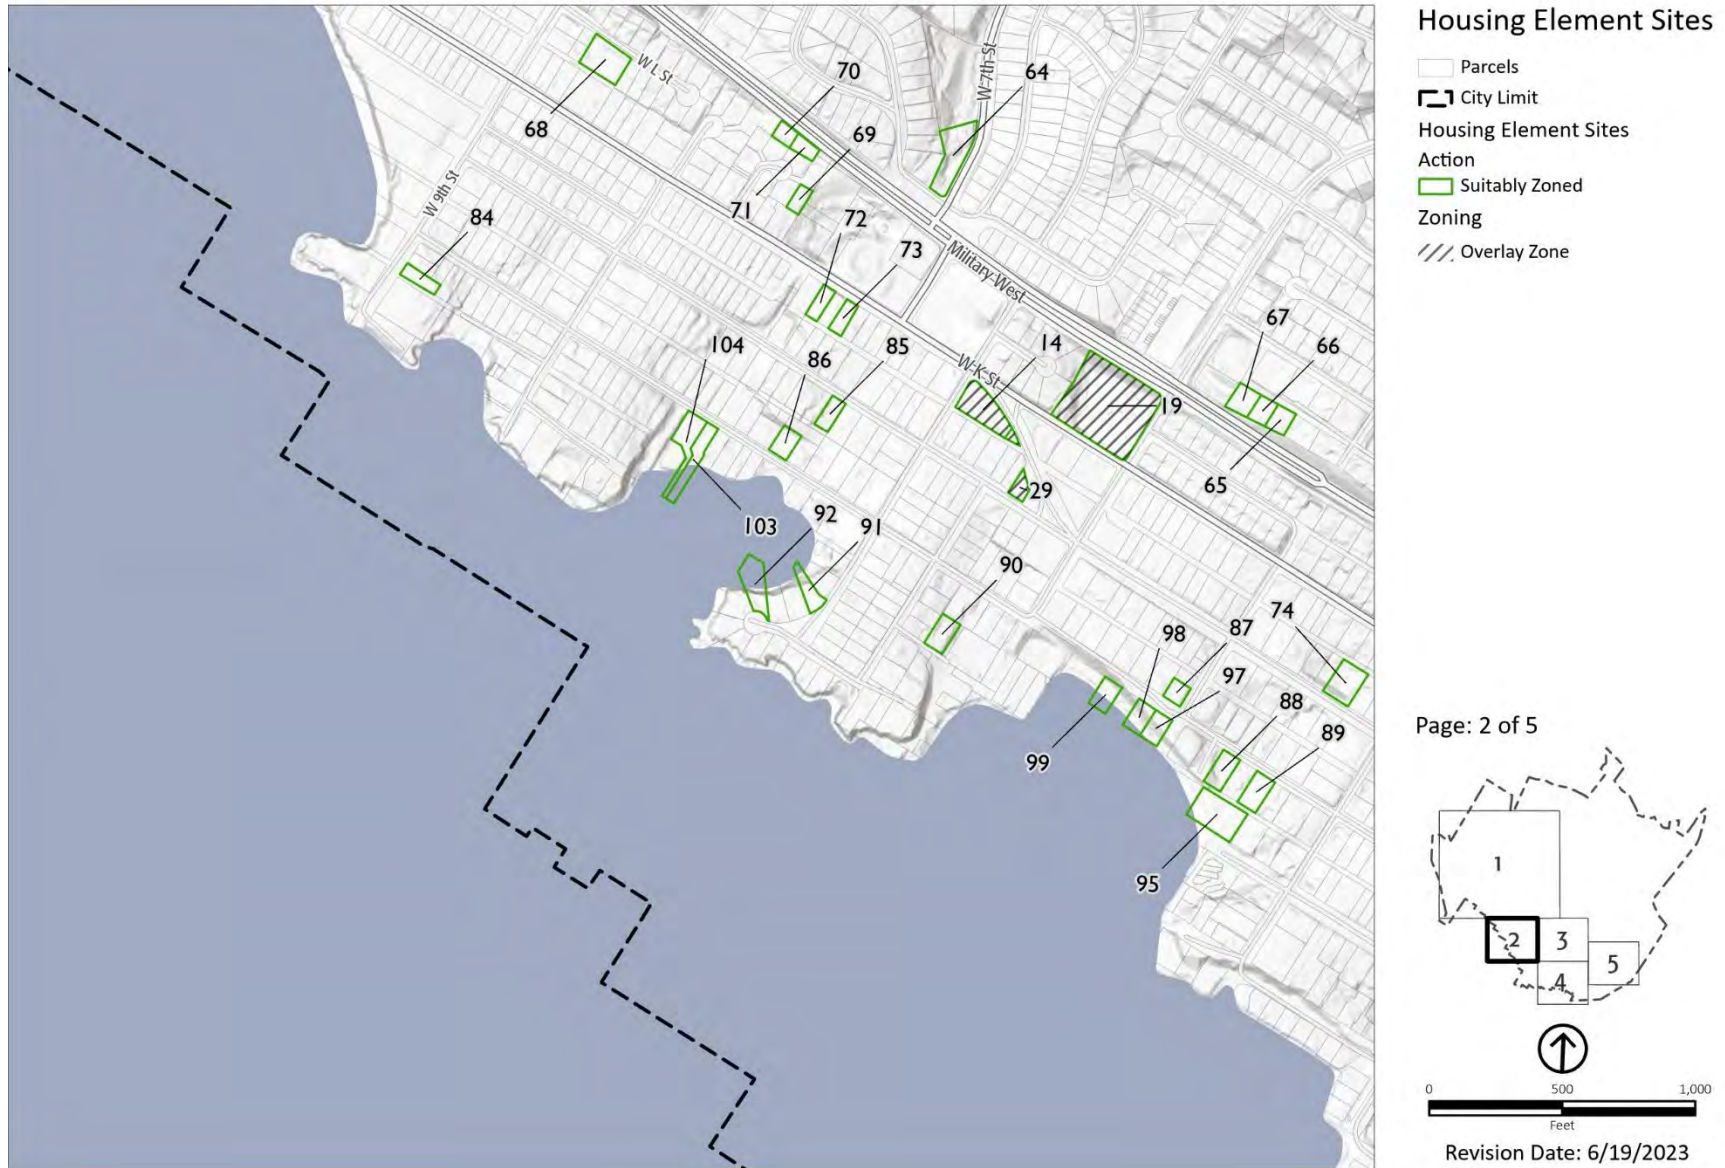 Housing Element Sites
Parcels
City Limit
Housing Element Sites
Action
Suitably Zoned
Zoning
Overlay Zone
W L St
70
64
W 7th St
68
69
71
W 9th St
84
72
73
Military West
104
86
85
W K St
14
67
66
19
65
29
103
92
91
90
98
87
97
74
88
89
99
95
Page: 2 of 5
1
2
3
5
4
0 500 1,000
Feet
Revision Date: 6/19/2023